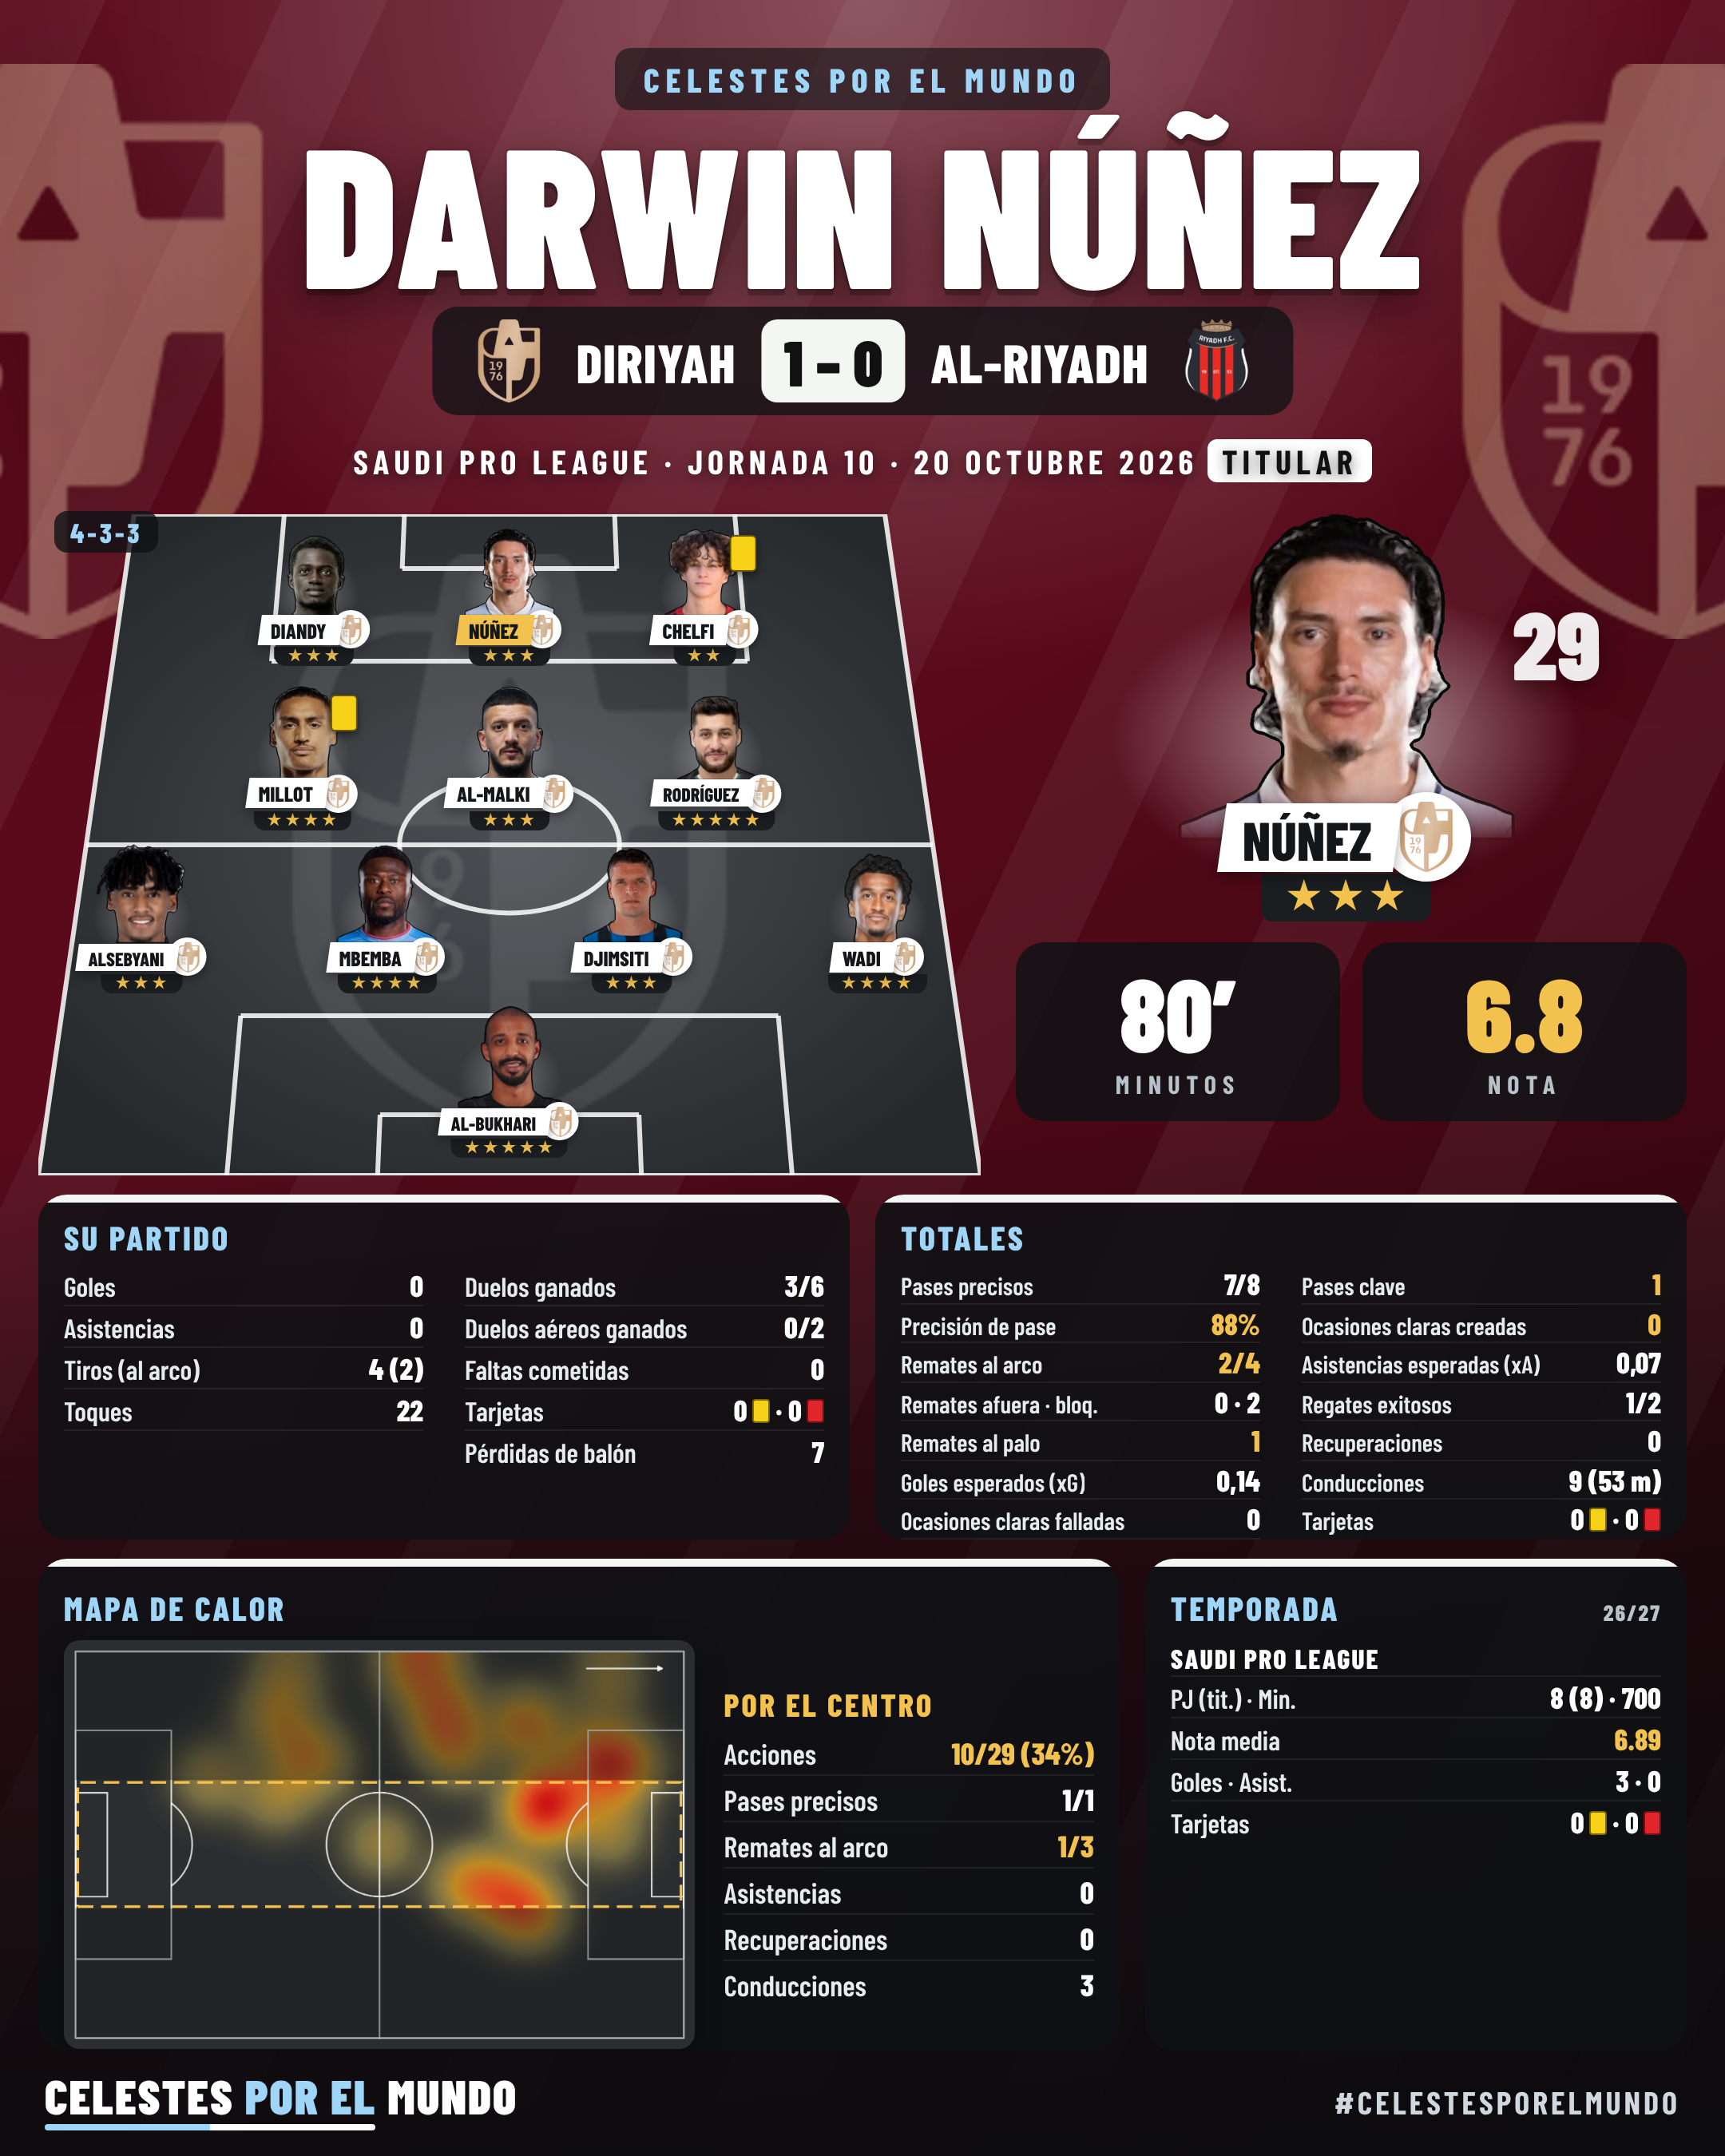 CELESTES POR EL MUNDO
DARWIN NÚÑEZ
DIRIYAH 1-0 AL-RIYADH
SAUDI PRO LEAGUE · JORNADA 10 · 20 OCTUBRE 2026 TITULAR
4-3-3
DIANDY
NÚÑEZ
CHELFI
MILLOT
AL-MALKI
RODRÍGUEZ
ALSEBYANI
MBEMBA
DJIMSITI
WADI
AL-BUKHARI
29
NÚÑEZ
19
76
80'
MINUTOS
6.8
NOTA
SU PARTIDO
Goles 0
Asistencias 0
Tiros (al arco) 4 (2)
Toques 22
Duelos ganados 3/6
Duelos aéreos ganados 0/2
Faltas cometidas 0
Tarjetas 0 · 0
Pérdidas de balón 7
TOTALES
Pases precisos 7/8
Precisión de pase 88%
Remates al arco 2/4
Remates afuera · bloq. 0 · 2
Remates al palo 1
Goles esperados (xG) 0,14
Ocasiones claras falladas 0
Pases clave 1
Ocasiones claras creadas 0
Asistencias esperadas (xA) 0,07
Regates exitosos 1/2
Recuperaciones 0
Conducciones 9 (53 m)
Tarjetas 0 · 0
MAPA DE CALOR
POR EL CENTRO
Acciones 10/29 (34%)
Pases precisos 1/1
Remates al arco 1/3
Asistencias 0
Recuperaciones 0
Conducciones 3
TEMPORADA 26/27
SAUDI PRO LEAGUE
PJ (tit.) · Min. 8 (8) · 700
Nota media 6.89
Goles · Asist. 3 · 0
Tarjetas 0 · 0
CELESTES POR EL MUNDO
#CELESTESPORELMUNDO